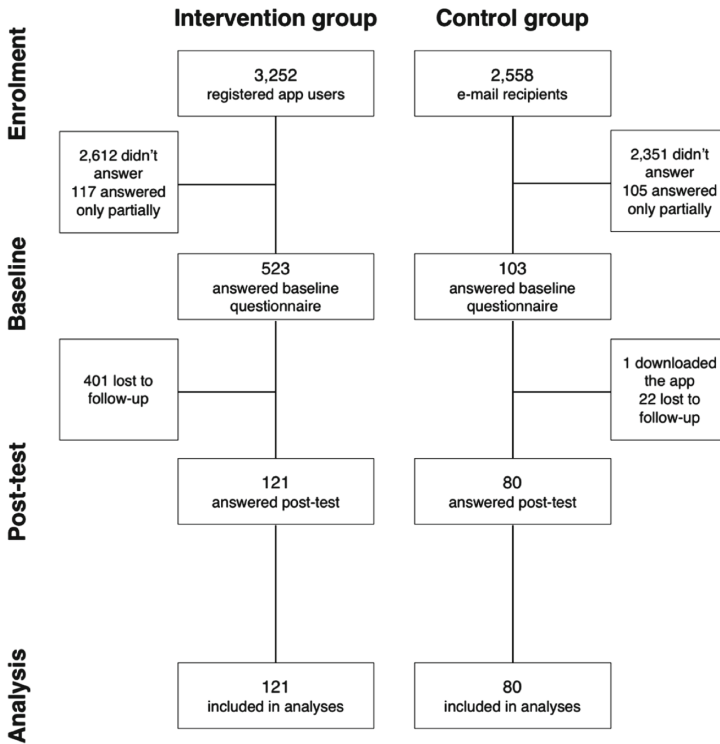 Intervention group
Control group
Enrolment
3,252
registered app users
2,558
e-mail recipients
2,612 didn't
answer
117 answered
only partially
2,351 didn't
answer
105 answered
only partially
Baseline
523
answered baseline
questionnaire
103
answered baseline
questionnaire
401 lost to
follow-up
1 downloaded
the app
22 lost to
follow-up
Post-test
121
answered post-test
80
answered post-test
Analysis
121
included in analyses
80
included in analyses